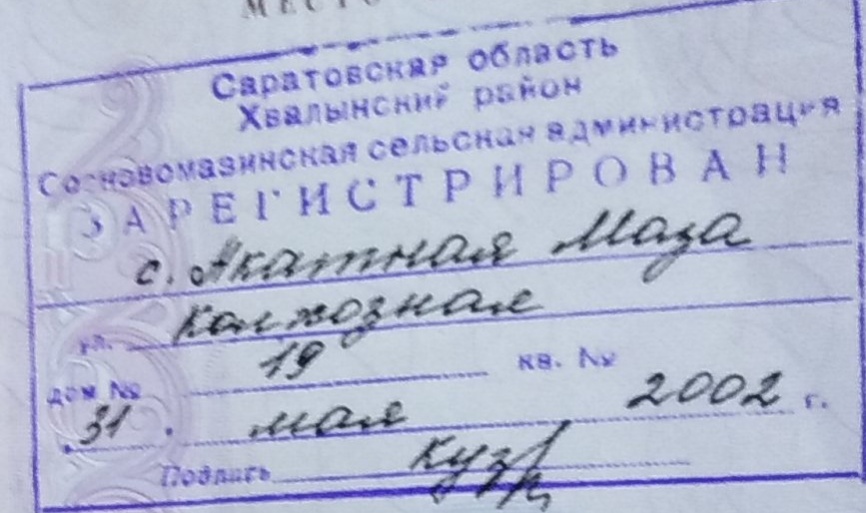 МЕСТО
Саратовская область
Хвалынский район
Сосновомазинская сельская администрация
ЗАРЕГИСТРИРОВАН
с. Акатная Маза
ул. Колхозная
дом № 19 кв. №
"31" мая 2002 г.
Подпись